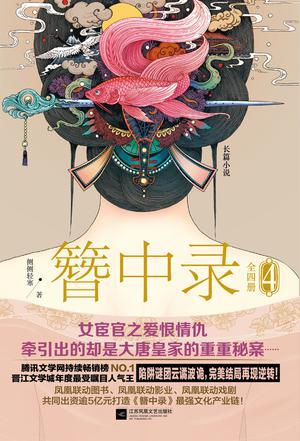 长篇小说
簪中录
全四册
4
侧侧轻寒·著
女宦官之爱恨情仇
牵引出的却是大唐皇家的重重秘案……
腾讯文学网持续畅销榜NO.1
晋江文学城年度最受瞩目人气王
陷阱谜团云谲波诡，完美结局再现逆转！
凤凰联动图书、凤凰联动影业、凤凰联动戏剧
共同出资逾5亿元打造《簪中录》最强文化产业链！
江苏凤凰文艺出版社